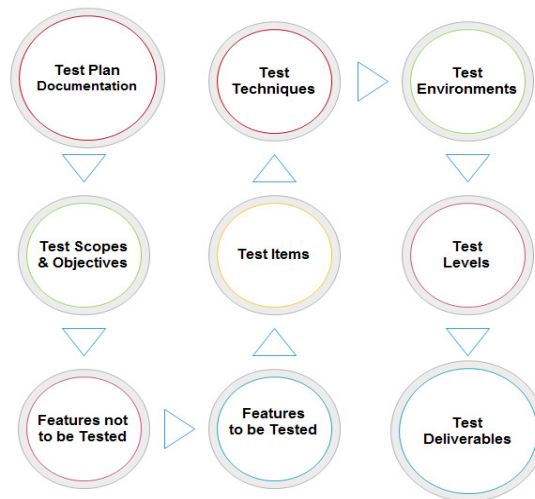 Test Plan
Documentation
Test Scopes
& Objectives
Features not
to be Tested
Features
to be Tested
Test Items
Test
Techniques
Test
Environments
Test
Levels
Test
Deliverables